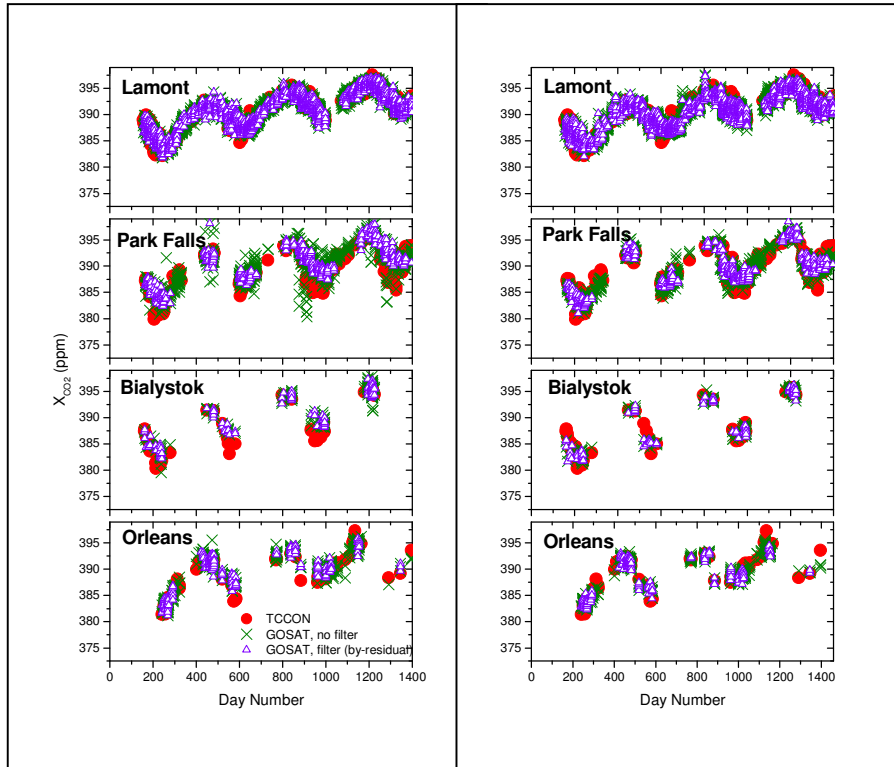 Lamont
395
390
385
380
375
Park Falls
395
390
385
380
375
X_CO2 (ppm)
Bialystok
395
390
385
380
375
Orleans
395
390
385
380
375
TCCON
GOSAT, no filter
GOSAT, filter (by-residual)
0 200 400 600 800 1000 1200 1400
Day Number
Lamont
395
390
385
380
375
Park Falls
395
390
385
380
375
Bialystok
395
390
385
380
375
Orleans
395
390
385
380
375
0 200 400 600 800 1000 1200 1400
Day Number